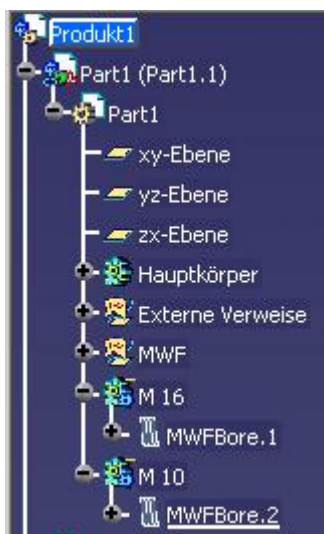 Produkt1
Part1 (Part1.1)
Part1
xy-Ebene
yz-Ebene
zx-Ebene
Hauptkörper
Externe Verweise
MWF
M 16
MWFBore.1
M 10
MWFBore.2